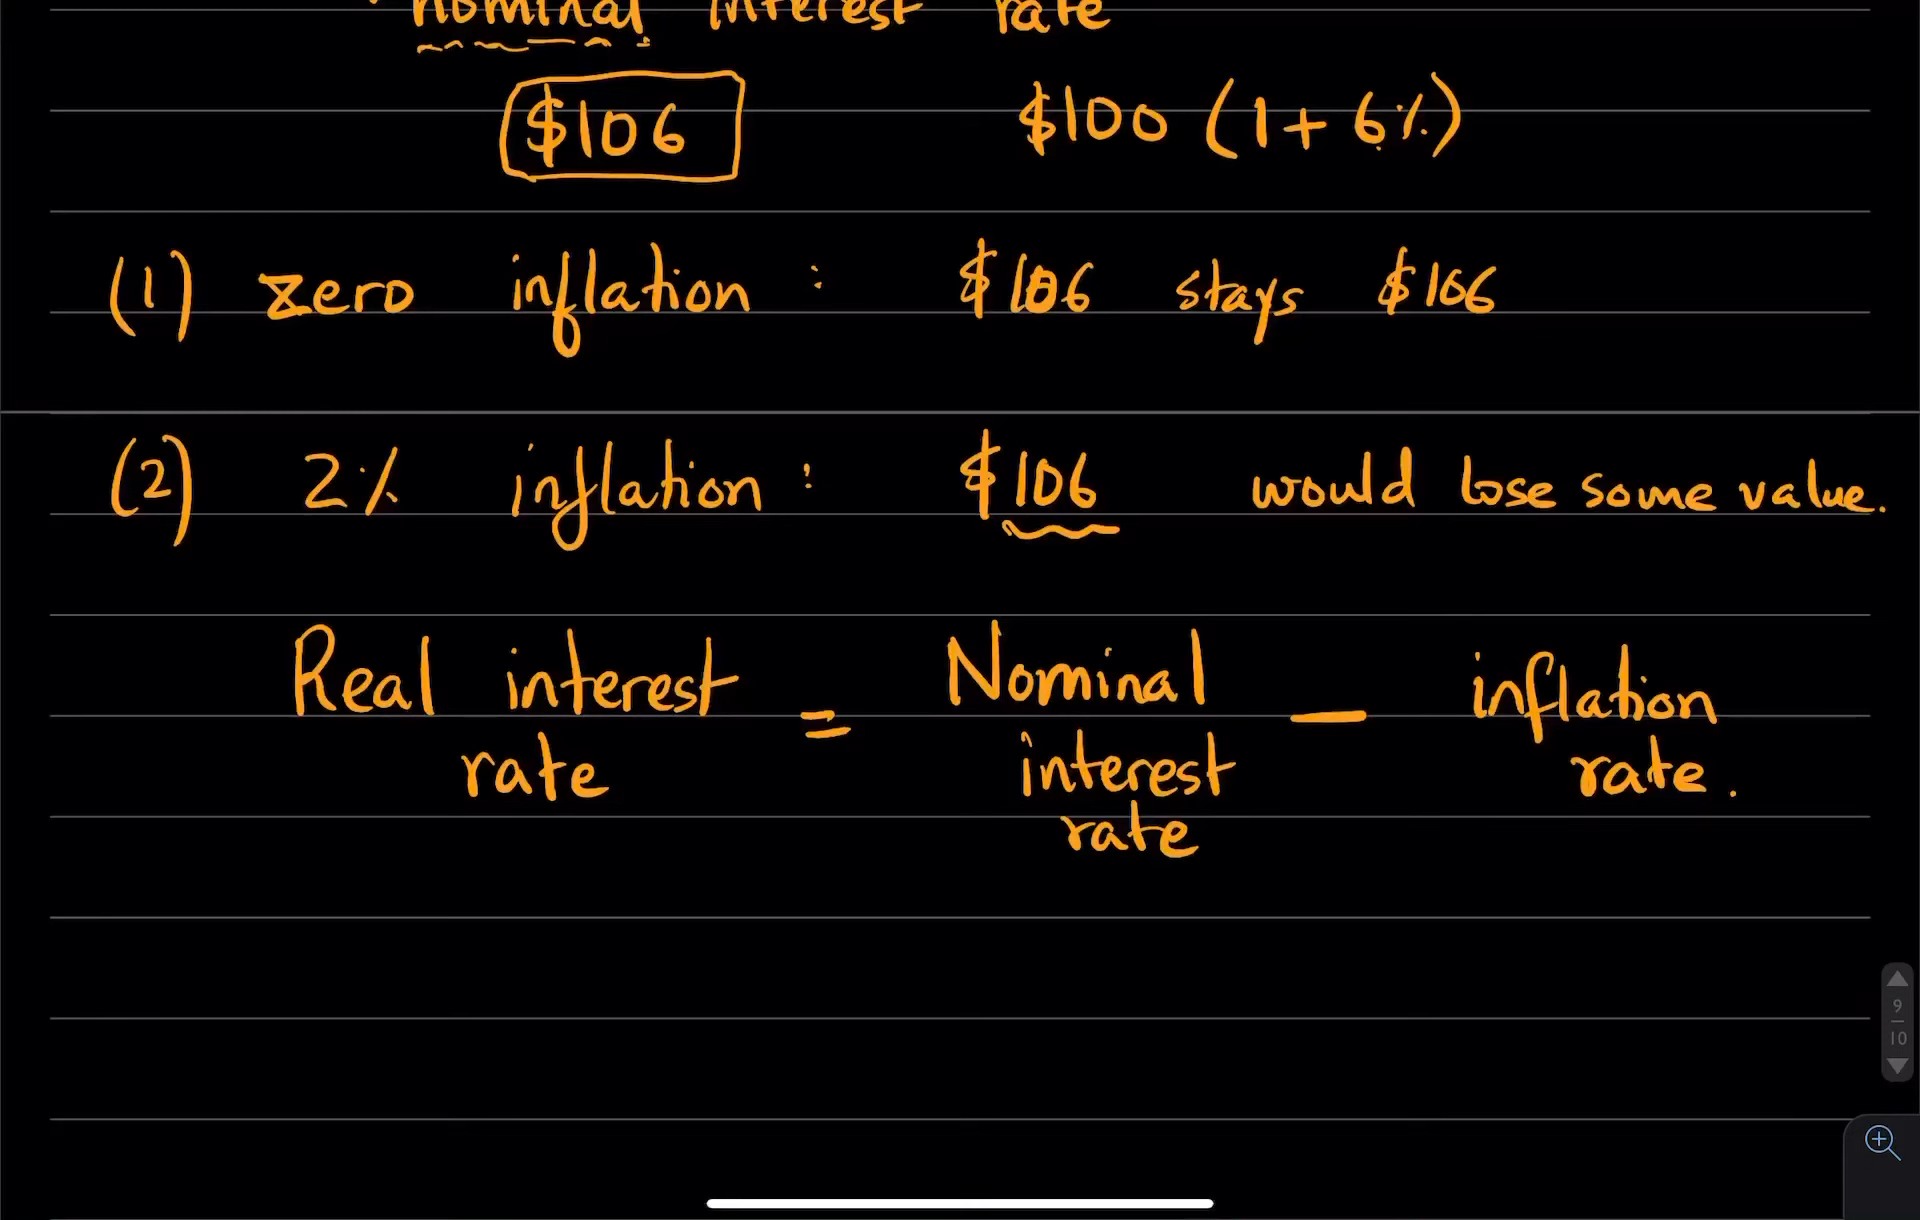 nominal interest rate
$106 $100 (1 + 6%)
(1) zero inflation : $106 stays $106
(2) 2% inflation : $106 would lose some value.
Real interest rate = Nominal interest rate − inflation rate.
9
10